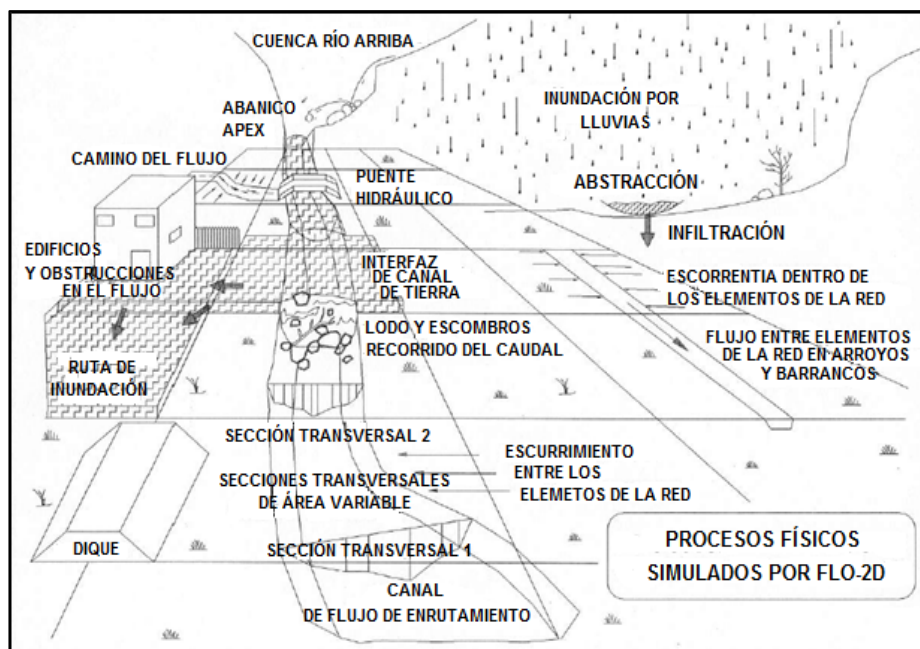 CUENCA RÍO ARRIBA
ABANICO
APEX
INUNDACIÓN POR
LLUVIAS
CAMINO DEL FLUJO
PUENTE
HIDRÁULICO
ABSTRACCIÓN
INFILTRACIÓN
EDIFICIOS
Y OBSTRUCCIONES
EN EL FLUJO
INTERFAZ
DE CANAL
DE TIERRA
ESCORRENTIA DENTRO DE
LOS ELEMENTOS DE LA RED
LODO Y ESCOMBROS
RECORRIDO DEL CAUDAL
FLUJO ENTRE ELEMENTOS
DE LA RED EN ARROYOS
Y BARRANCOS
RUTA DE
INUNDACIÓN
SECCIÓN TRANSVERSAL 2
SECCIONES TRANSVERSALES
DE ÁREA VARIABLE
ESCURRIMIENTO
ENTRE LOS
ELEMETOS DE LA RED
DIQUE
SECCIÓN TRANSVERSAL 1
CANAL
DE FLUJO DE ENRUTAMIENTO
PROCESOS FÍSICOS
SIMULADOS POR FLO-2D